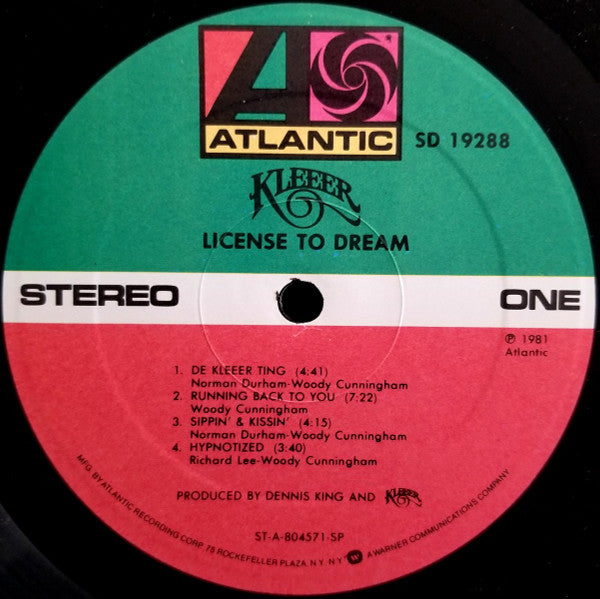 ATLANTIC
SD 19288
KLEEER
LICENSE TO DREAM
STEREO
ONE
℗ 1981
Atlantic
1. DE KLEEER TING (4:41)
Norman Durham-Woody Cunningham
2. RUNNING BACK TO YOU (7:22)
Woody Cunningham
3. SIPPIN' & KISSIN' (4:15)
Norman Durham-Woody Cunningham
4. HYPNOTIZED (3:40)
Richard Lee-Woody Cunningham
PRODUCED BY DENNIS KING AND KLEEER
ST-A-804571-SP
MFG. BY ATLANTIC RECORDING CORP. 75 ROCKEFELLER PLAZA, N.Y. N.Y. A WARNER COMMUNICATIONS COMPANY